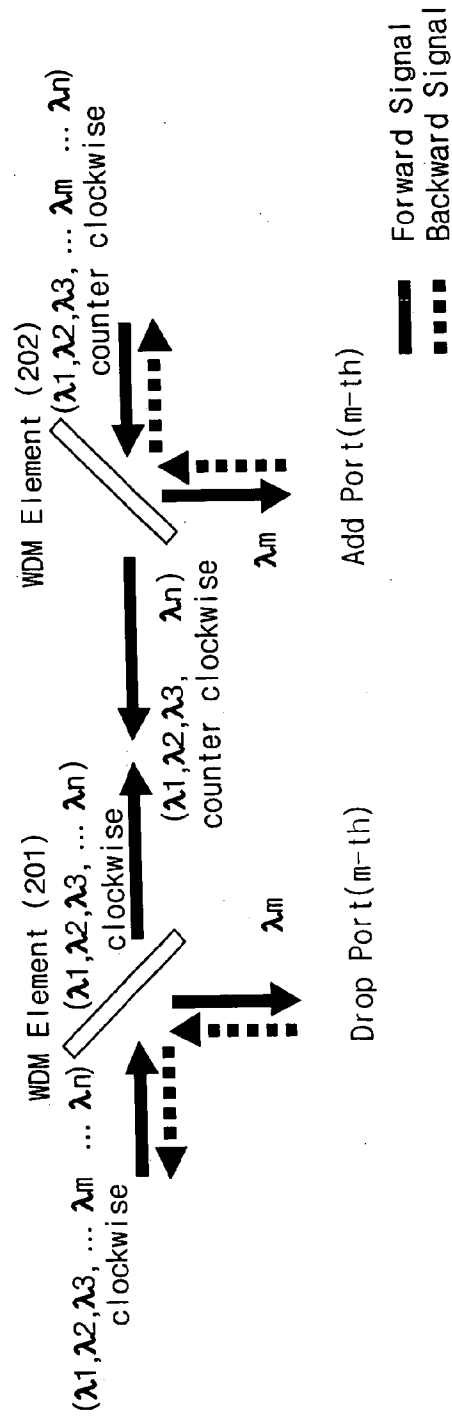 WDM Element (201)
WDM Element (202)
(λ1,λ2,λ3, ... λm ... λn)
clockwise
(λ1,λ2,λ3, ... λn)
clockwise
(λ1,λ2,λ3, λn)
counter clockwise
(λ1,λ2,λ3, ... λm ... λn)
counter clockwise
λm
λm
Drop Port(m-th)
Add Port(m-th)
Forward Signal
Backward Signal